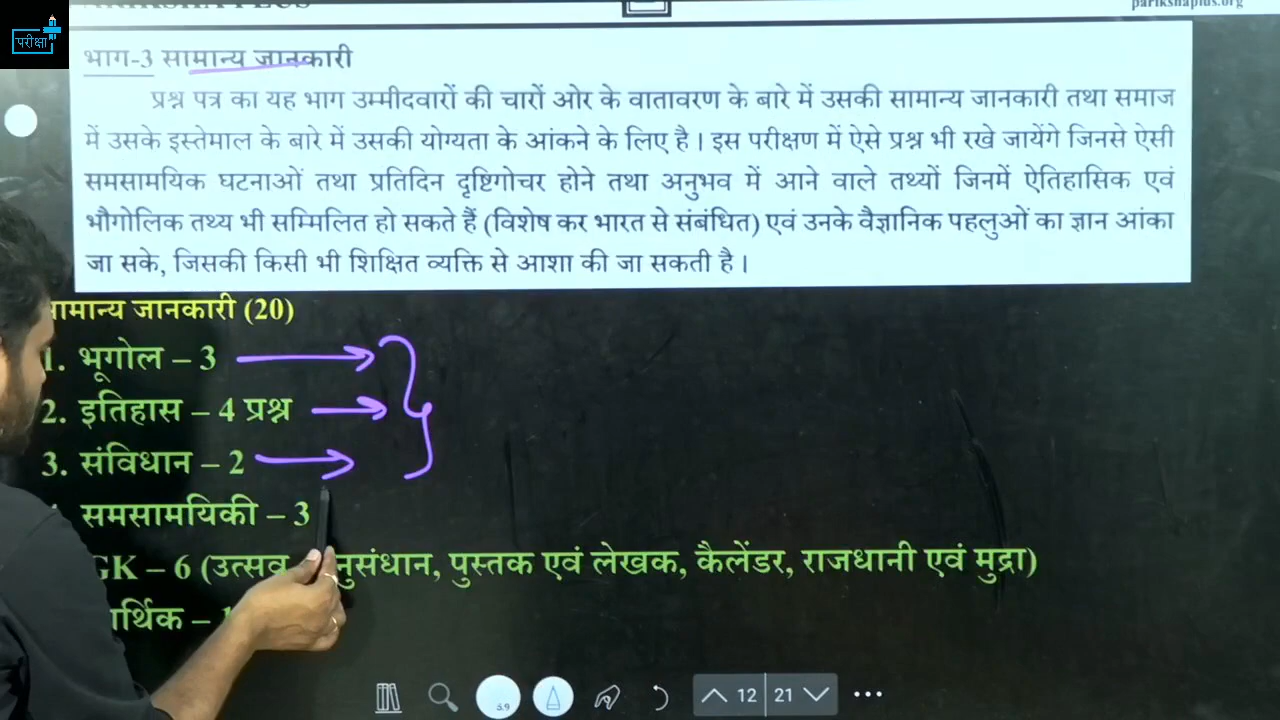 परीक्षा
parikshaplus.org
भाग-3 सामान्य जानकारी
प्रश्न पत्र का यह भाग उम्मीदवारों की चारों ओर के वातावरण के बारे में उसकी सामान्य जानकारी तथा समाज
में उसके इस्तेमाल के बारे में उसकी योग्यता के आंकने के लिए है। इस परीक्षण में ऐसे प्रश्न भी रखे जायेंगे जिनसे ऐसी
समसामयिक घटनाओं तथा प्रतिदिन दृष्टिगोचर होने तथा अनुभव में आने वाले तथ्यों जिनमें ऐतिहासिक एवं
भौगोलिक तथ्य भी सम्मिलित हो सकते हैं (विशेष कर भारत से संबंधित) एवं उनके वैज्ञानिक पहलुओं का ज्ञान आंका
जा सके, जिसकी किसी भी शिक्षित व्यक्ति से आशा की जा सकती है।
जानकारी (20)
1. भूगोल – 3
2. इतिहास – 4 प्रश्न
3. संविधान – 2
समसामयिकी – 3
GK – 6 (उत्सव, पुस्तक एवं लेखक, कैलेंडर, राजधानी एवं मुद्रा)
5.9
12 21